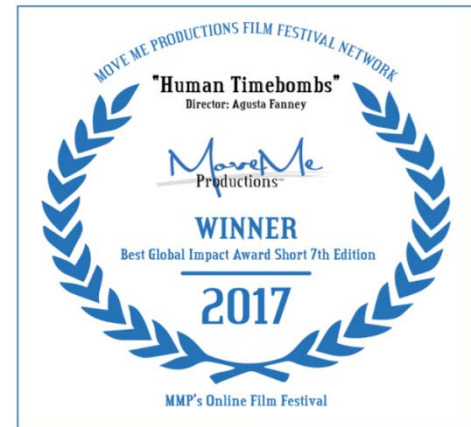 MOVE ME PRODUCTIONS FILM FESTIVAL NETWORK
"Human Timebombs"
Director: Agusta Fanney
MoveMe
Productions™
WINNER
Best Global Impact Award Short 7th Edition
2017
MMP's Online Film Festival